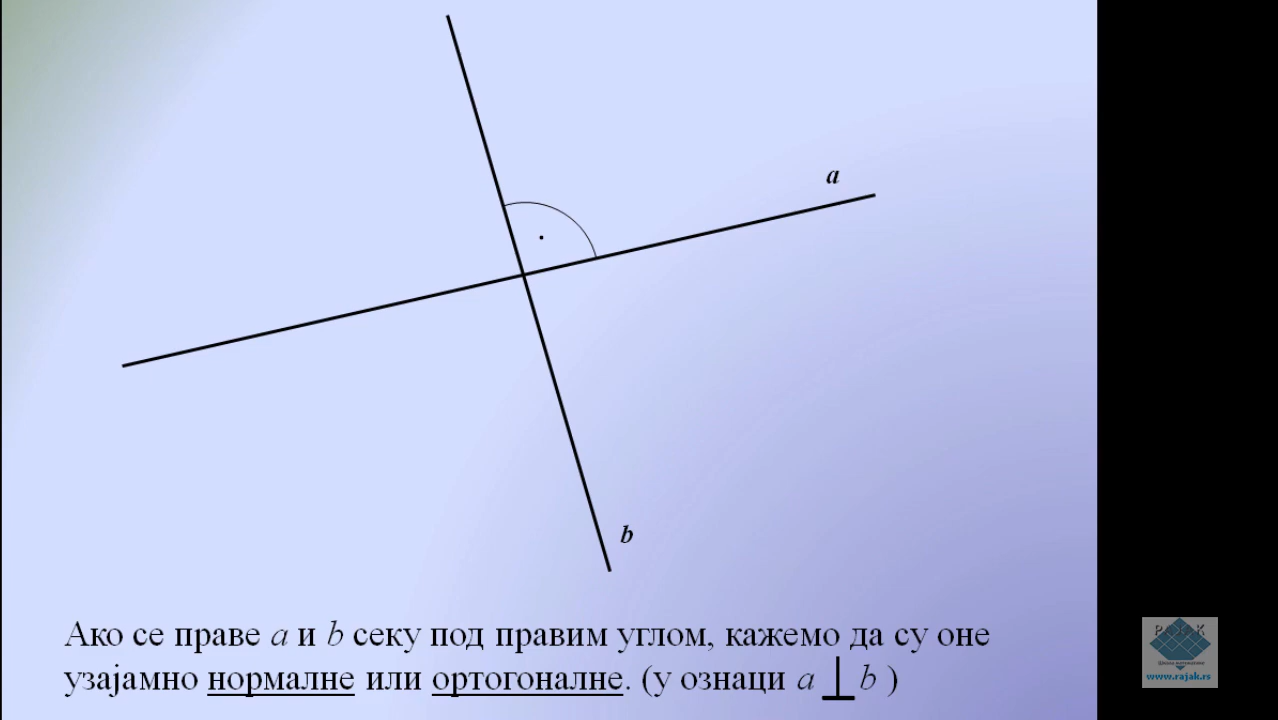 a
b
Ако се праве a и b секу под правим углом, кажемо да су оне
узајамно нормалне или ортогоналне. (у ознаци a ⊥ b )
www.rajak.rs